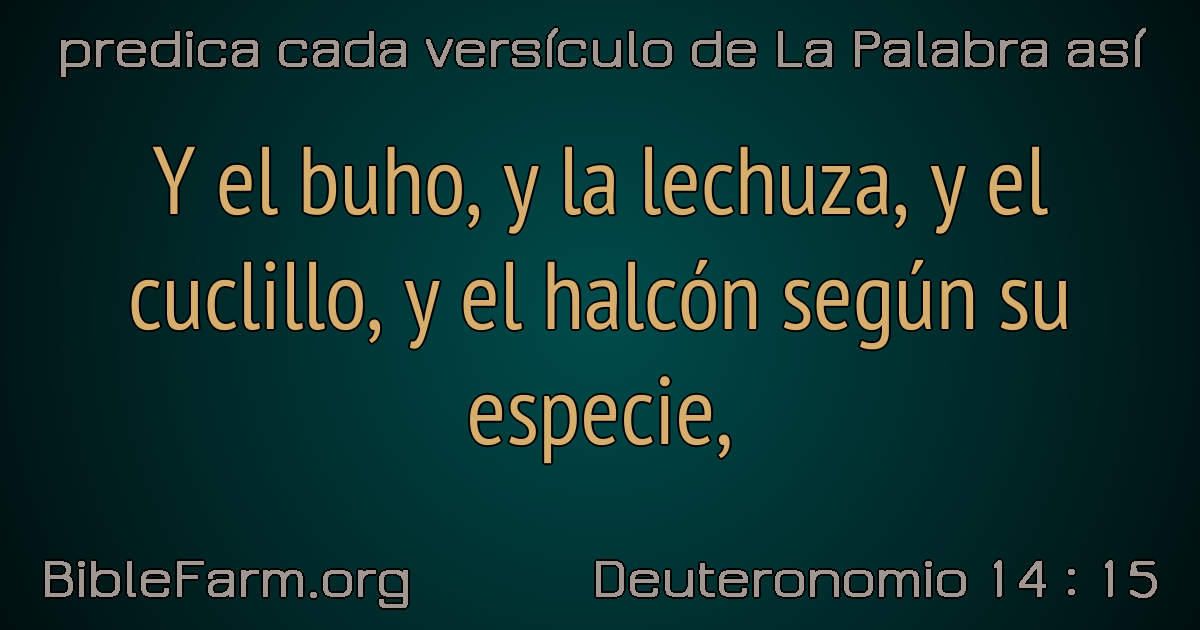 predica cada versículo de La Palabra así
Y el buho, y la lechuza, y el
cuclillo, y el halcón según su
especie,
BibleFarm.org
Deuteronomio 14 : 15